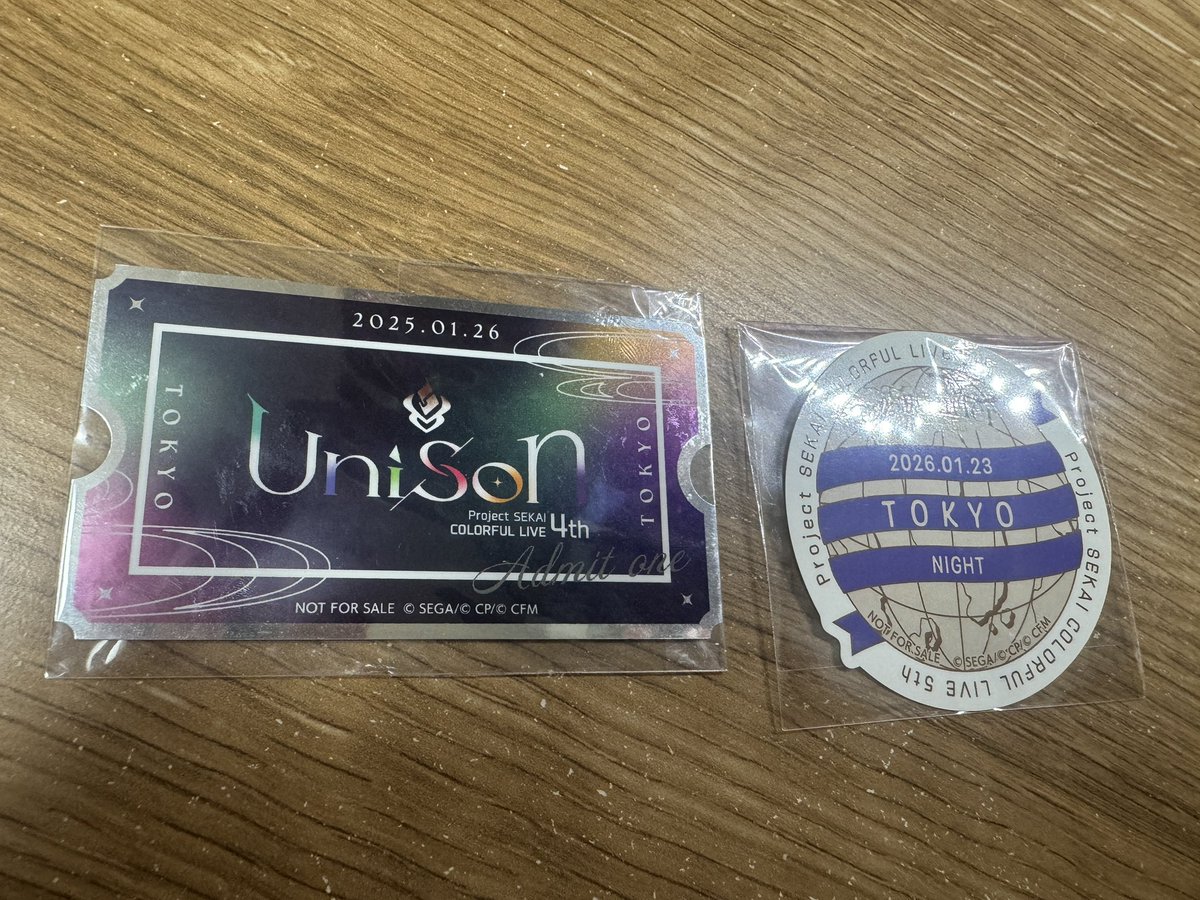 2025.01.26
TOKYO
UniSoN
TOKYO
Project SEKAI
COLORFUL LIVE 4th
Admit one
NOT FOR SALE © SEGA/© CP/© CFM
Project SEKAI COLORFUL LIVE
2026.01.23
TOKYO
NIGHT
NOT FOR SALE © SEGA/© CP/© CFM
Project SEKAI COLORFUL LIVE 5th